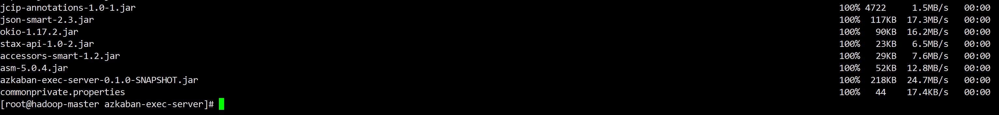 jcip-annotations-1.0-1.jar 100% 4722 1.5MB/s 00:00
json-smart-2.3.jar 100% 117KB 17.3MB/s 00:00
okio-1.17.2.jar 100% 90KB 16.2MB/s 00:00
stax-api-1.0-2.jar 100% 23KB 6.5MB/s 00:00
accessors-smart-1.2.jar 100% 29KB 7.6MB/s 00:00
asm-5.0.4.jar 100% 52KB 12.8MB/s 00:00
azkaban-exec-server-0.1.0-SNAPSHOT.jar 100% 218KB 24.7MB/s 00:00
commonprivate.properties 100% 44 17.4KB/s 00:00
[root@hadoop-master azkaban-exec-server]#